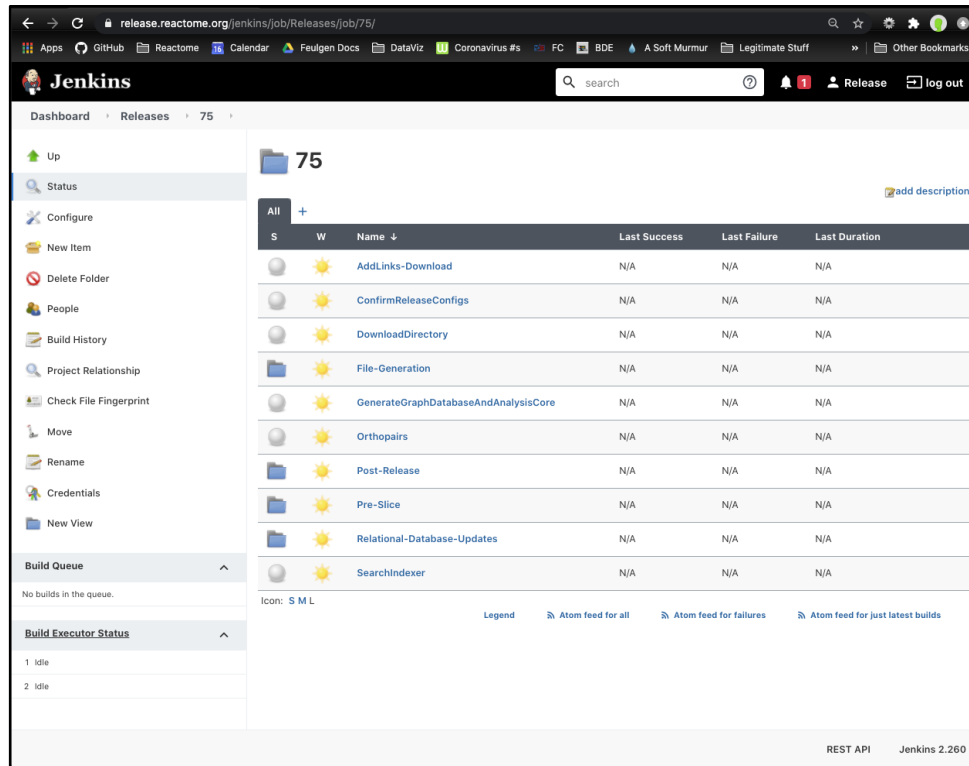 release.reactome.org/jenkins/job/Releases/job/75/
Apps GitHub Reactome 16 Calendar Feulgen Docs DataViz Coronavirus #s FC BDE A Soft Murmur Legitimate Stuff » Other Bookmarks
Jenkins search 1 Release log out
Dashboard Releases 75
Up
Status
Configure
New Item
Delete Folder
People
Build History
Project Relationship
Check File Fingerprint
Move
Rename
Credentials
New View
Build Queue
No builds in the queue.
Build Executor Status
1 Idle
2 Idle
75
add description
All +
S W Name ↓ Last Success Last Failure Last Duration
AddLinks-Download N/A N/A N/A
ConfirmReleaseConfigs N/A N/A N/A
DownloadDirectory N/A N/A N/A
File-Generation N/A N/A N/A
GenerateGraphDatabaseAndAnalysisCore N/A N/A N/A
Orthopairs N/A N/A N/A
Post-Release N/A N/A N/A
Pre-Slice N/A N/A N/A
Relational-Database-Updates N/A N/A N/A
SearchIndexer N/A N/A N/A
Icon: S M L
Legend Atom feed for all Atom feed for failures Atom feed for just latest builds
REST API Jenkins 2.260